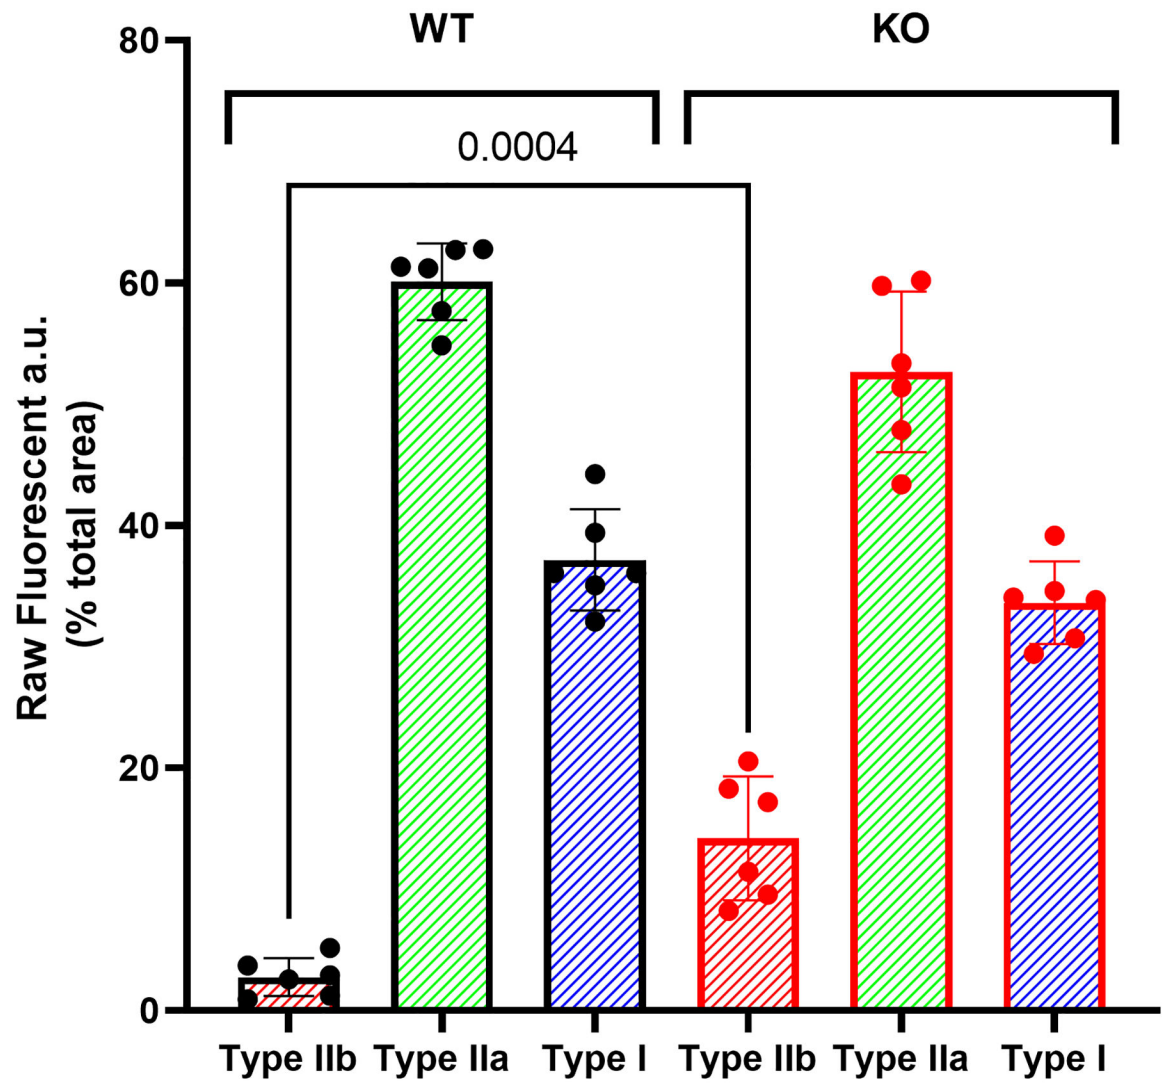 WT
KO
0.0004
80
60
40
20
0
Raw Fluorescent a.u.
(% total area)
Type IIb
Type IIa
Type I
Type IIb
Type IIa
Type I